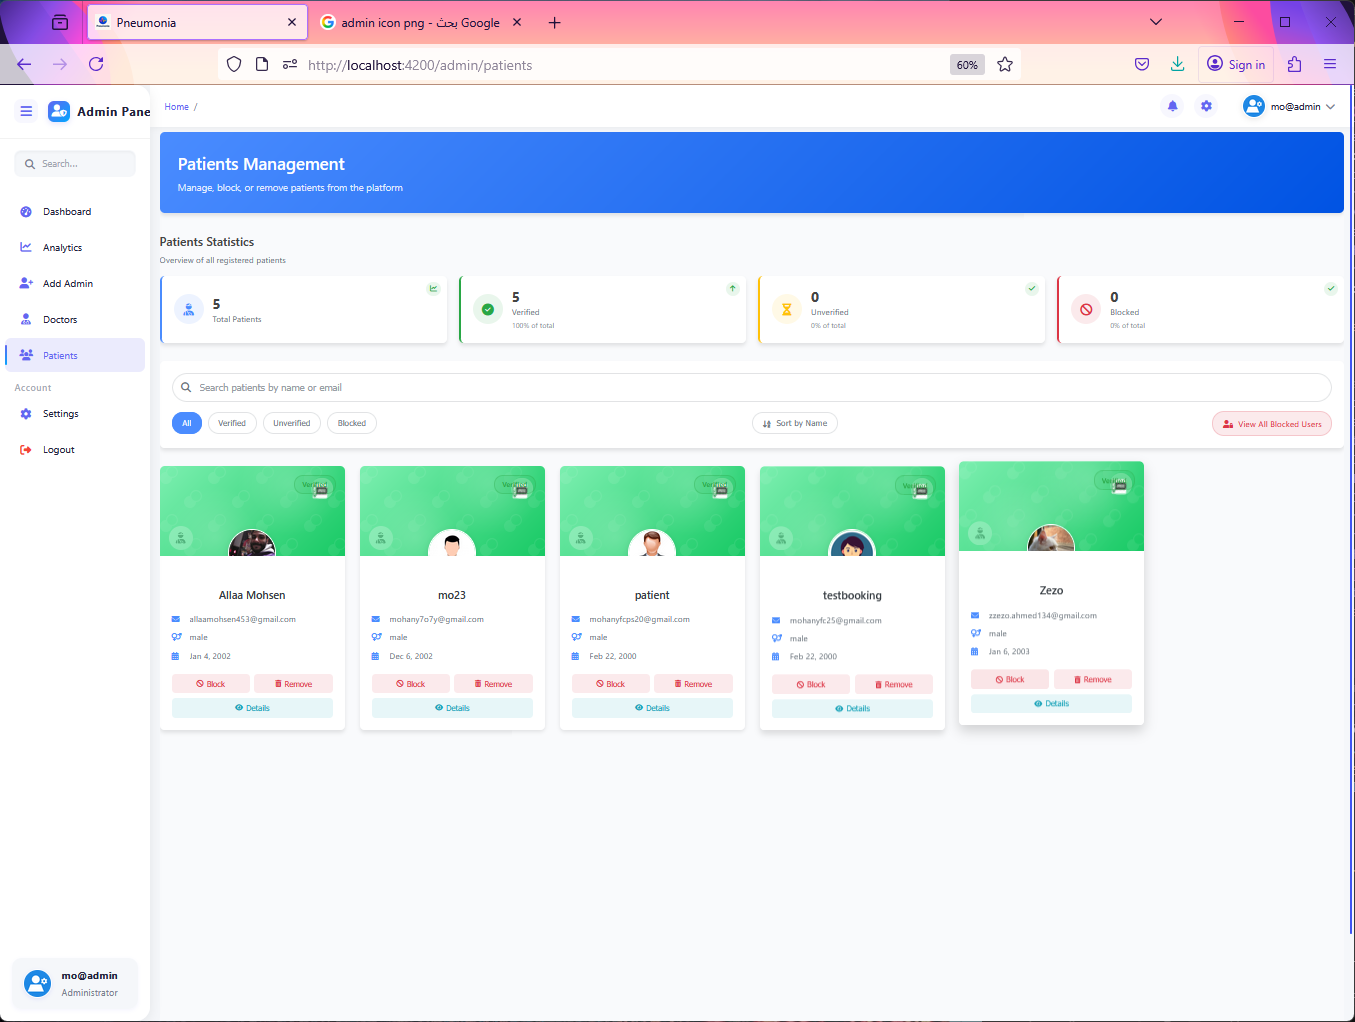 Pneumonia
admin icon png - بحث Google
http://localhost:4200/admin/patients
60%
Sign in
Admin Pane
Home /
mo@admin
Search...
Dashboard
Analytics
Add Admin
Doctors
Patients
Account
Settings
Logout
mo@admin
Administrator
Patients Management
Manage, block, or remove patients from the platform
Patients Statistics
Overview of all registered patients
5
Total Patients
5
Verified
100% of total
0
Unverified
0% of total
0
Blocked
0% of total
Search patients by name or email
All
Verified
Unverified
Blocked
Sort by Name
View All Blocked Users
Allaa Mohsen
allaamohsen453@gmail.com
male
Jan 4, 2002
Block
Remove
Details
mo23
mohany7o7y@gmail.com
male
Dec 6, 2002
Block
Remove
Details
patient
mohanyfcps20@gmail.com
male
Feb 22, 2000
Block
Remove
Details
testbooking
mohanyfc25@gmail.com
male
Feb 22, 2000
Block
Remove
Details
Zezo
zzezo.ahmed134@gmail.com
male
Jan 6, 2003
Block
Remove
Details